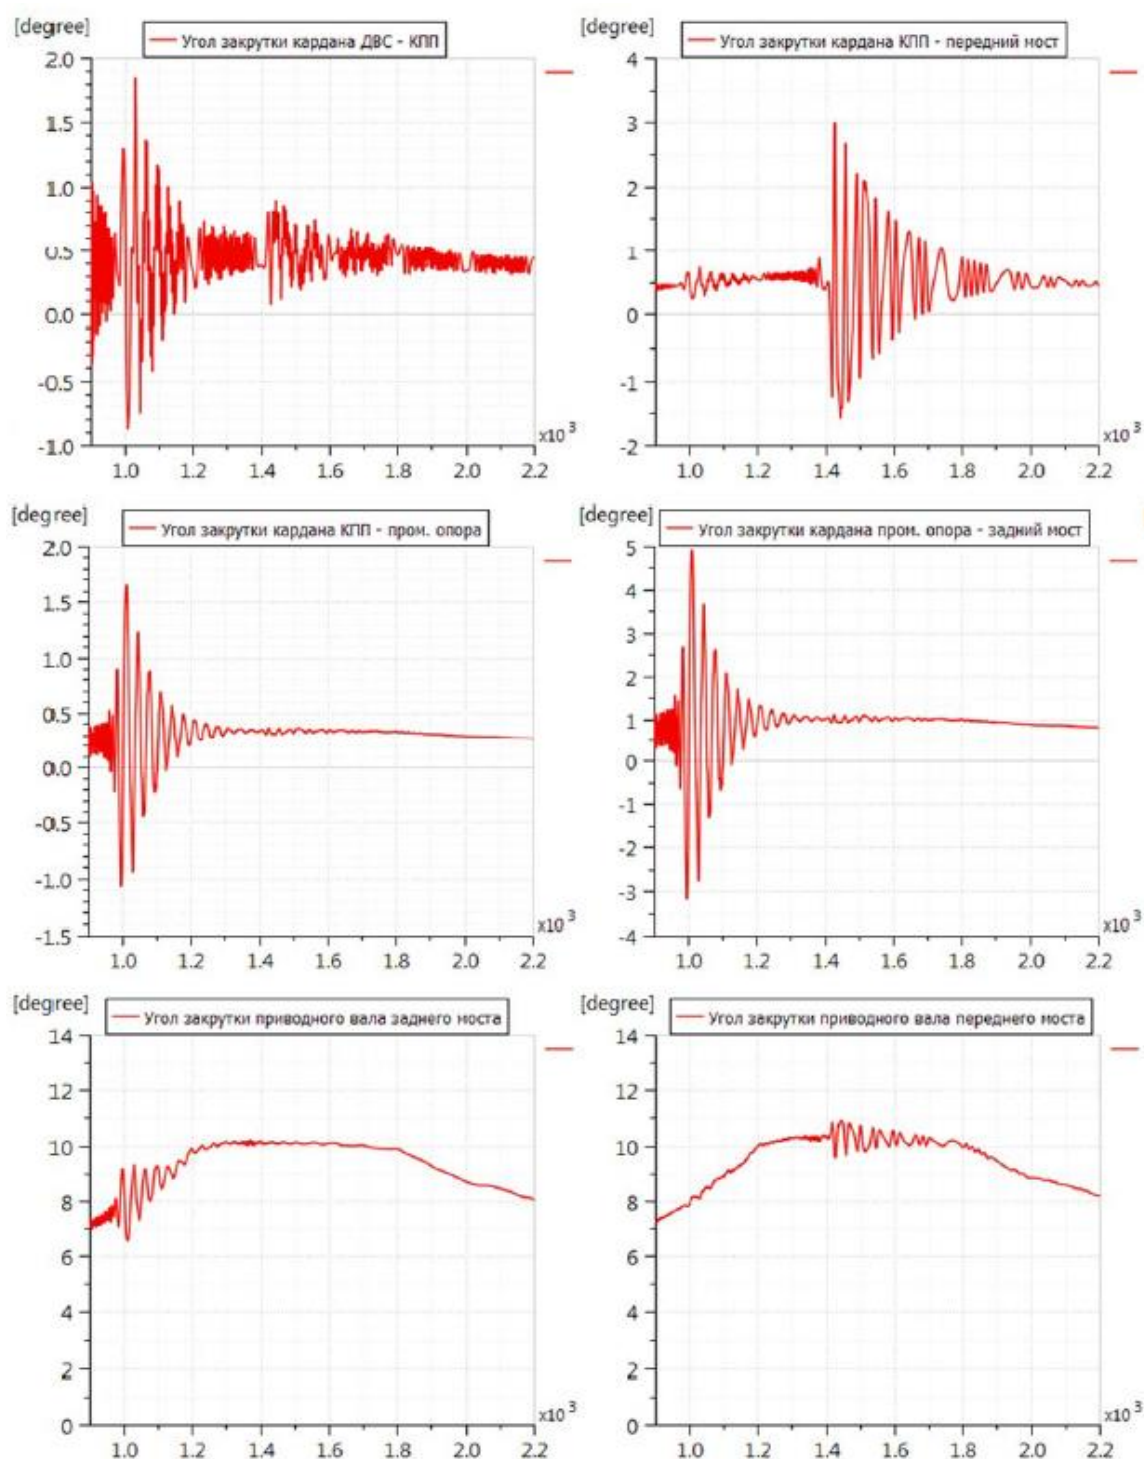 [degree]
Угол закрутки кардана ДВС - КПП
2.0
1.5
1.0
0.5
0.0
-0.5
-1.0
x10 3
1.0 1.2 1.4 1.6 1.8 2.0 2.2
[degree]
Угол закрутки кардана КПП - передний мост
4
3
2
1
0
-1
-2
x10 3
1.0 1.2 1.4 1.6 1.8 2.0 2.2
[degree]
Угол закрутки кардана КПП - пром. опора
2.0
1.5
1.0
0.5
0.0
-0.5
-1.0
-1.5
x10 3
1.0 1.2 1.4 1.6 1.8 2.0 2.2
[degree]
Угол закрутки кардана пром. опора - задний мост
5
4
3
2
1
0
-1
-2
-3
-4
x10 3
1.0 1.2 1.4 1.6 1.8 2.0 2.2
[degree]
Угол закрутки приводного вала заднего моста
14
12
10
8
6
4
2
0
x10 3
1.0 1.2 1.4 1.6 1.8 2.0 2.2
[degree]
Угол закрутки приводного вала переднего моста
14
12
10
8
6
4
2
0
x10 3
1.0 1.2 1.4 1.6 1.8 2.0 2.2